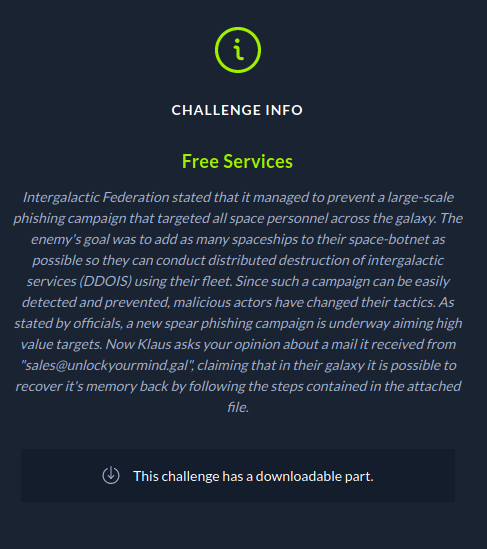 CHALLENGE INFO
Free Services
Intergalactic Federation stated that it managed to prevent a large-scale
phishing campaign that targeted all space personnel across the galaxy. The
enemy's goal was to add as many spaceships to their space-botnet as
possible so they can conduct distributed destruction of intergalactic
services (DDOIS) using their fleet. Since such a campaign can be easily
detected and prevented, malicious actors have changed their tactics. As
stated by officials, a new spear phishing campaign is underway aiming high
value targets. Now Klaus asks your opinion about a mail it received from
"sales@unlockyourmind.gal", claiming that in their galaxy it is possible to
recover it's memory back by following the steps contained in the attached
file.
This challenge has a downloadable part.